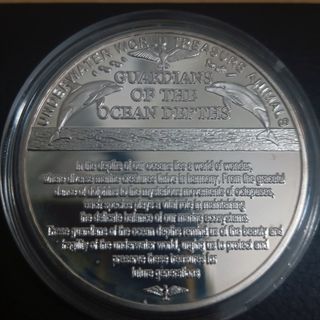 UNDERWATER WORLD TREASURE ANIMALS
GUARDIANS
OF THE
OCEAN DEPTHS
In the depths of our oceans lies a world of wonder,
where diverse marine creatures thrive in harmony. From the graceful
dance of dolphins to the mysterious movements of octopuses,
each species plays a vital role in maintaining
the delicate balance of our marine ecosystems.
These guardians of the ocean depths remind us of the beauty and
fragility of the underwater world, urging us to protect and
preserve these treasures for
future generations